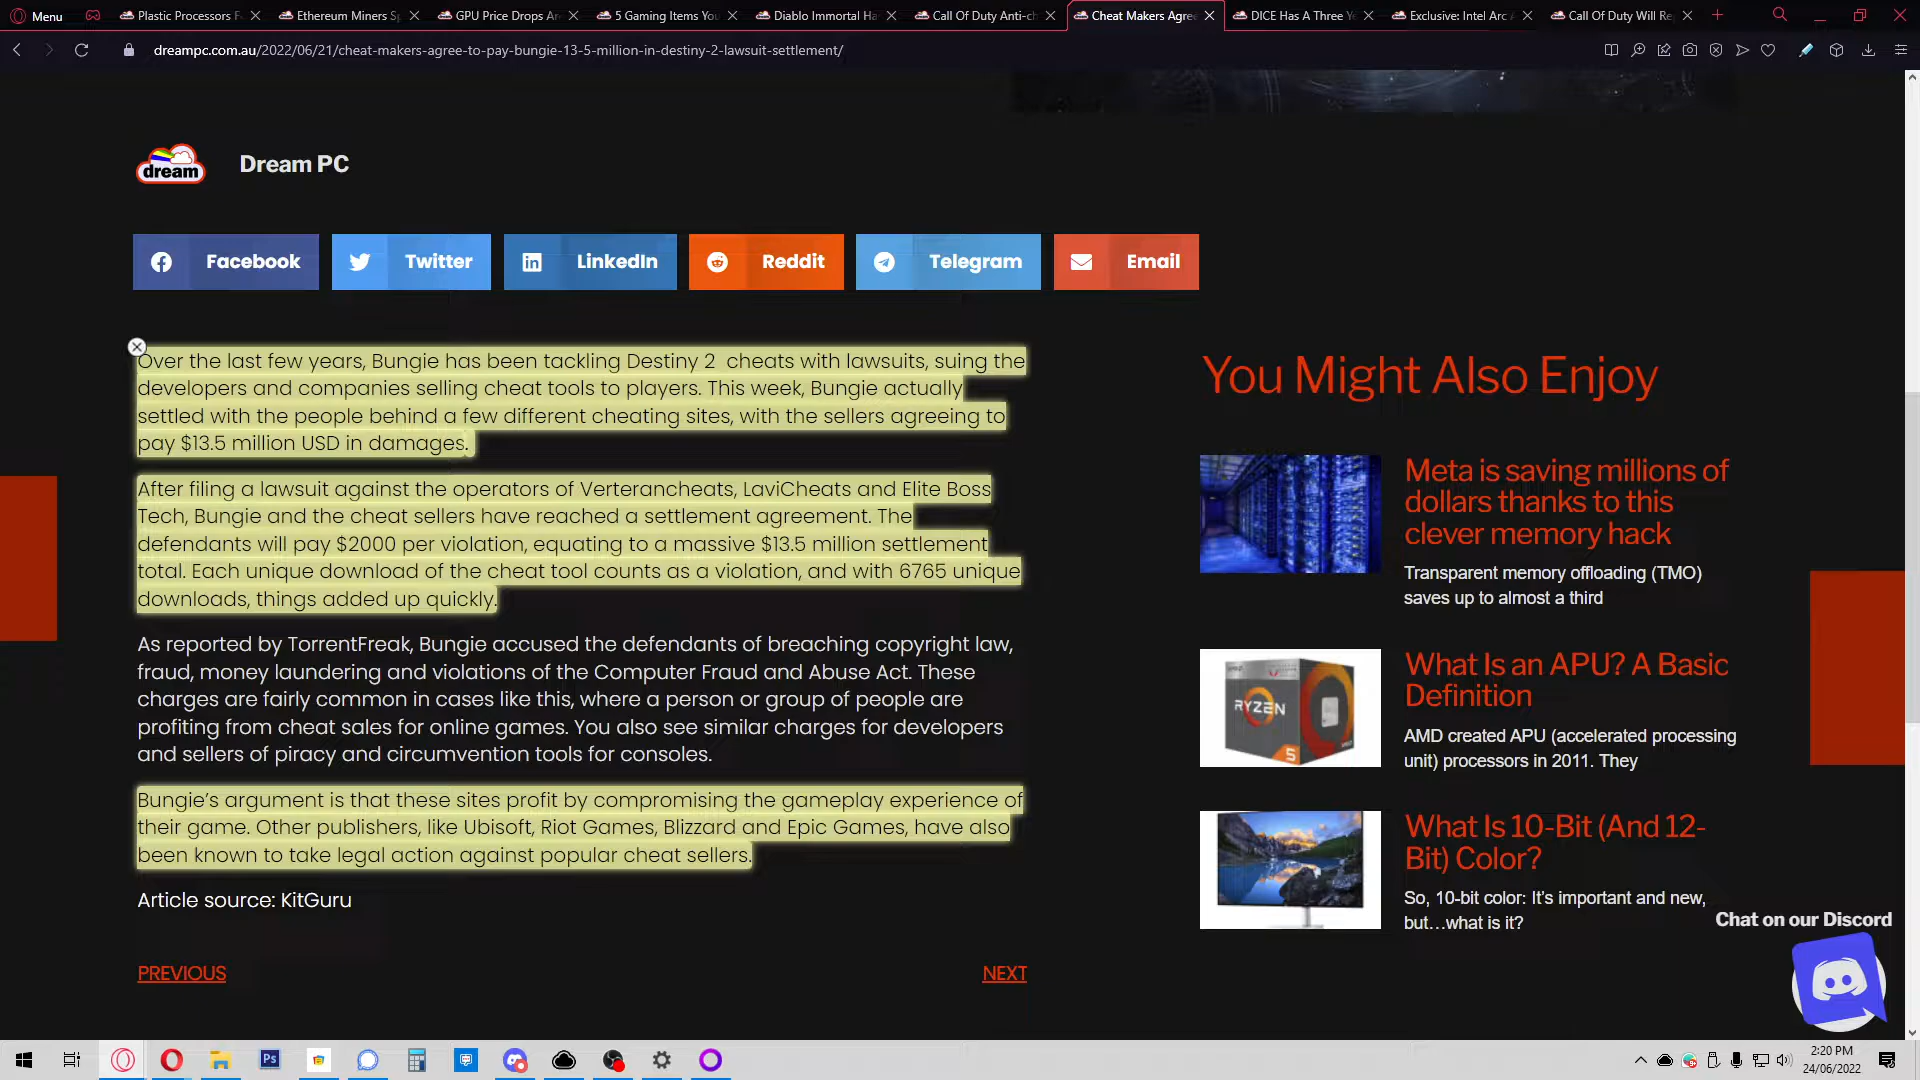 Menu
Plastic Processors F
Ethereum Miners Sp
GPU Price Drops Ar
5 Gaming Items You
Diablo Immortal Ha
Call Of Duty Anti-ch
Cheat Makers Agre
DICE Has A Three Ye
Exclusive: Intel Arc A
Call Of Duty Will Re
dreampc.com.au/2022/06/21/cheat-makers-agree-to-pay-bungie-13-5-million-in-destiny-2-lawsuit-settlement/
dream
Dream PC
Facebook
Twitter
LinkedIn
Reddit
Telegram
Email
Over the last few years, Bungie has been tackling Destiny 2 cheats with lawsuits, suing the
developers and companies selling cheat tools to players. This week, Bungie actually
settled with the people behind a few different cheating sites, with the sellers agreeing to
pay $13.5 million USD in damages.
After filing a lawsuit against the operators of Verterancheats, LaviCheats and Elite Boss
Tech, Bungie and the cheat sellers have reached a settlement agreement. The
defendants will pay $2000 per violation, equating to a massive $13.5 million settlement
total. Each unique download of the cheat tool counts as a violation, and with 6765 unique
downloads, things added up quickly.
As reported by TorrentFreak, Bungie accused the defendants of breaching copyright law,
fraud, money laundering and violations of the Computer Fraud and Abuse Act. These
charges are fairly common in cases like this, where a person or group of people are
profiting from cheat sales for online games. You also see similar charges for developers
and sellers of piracy and circumvention tools for consoles.
Bungie's argument is that these sites profit by compromising the gameplay experience of
their game. Other publishers, like Ubisoft, Riot Games, Blizzard and Epic Games, have also
been known to take legal action against popular cheat sellers.
Article source: KitGuru
PREVIOUS
NEXT
You Might Also Enjoy
Meta is saving millions of
dollars thanks to this
clever memory hack
Transparent memory offloading (TMO)
saves up to almost a third
RYZEN
5
What Is an APU? A Basic
Definition
AMD created APU (accelerated processing
unit) processors in 2011. They
What Is 10-Bit (And 12-
Bit) Color?
So, 10-bit color: It's important and new,
but…what is it?
Chat on our Discord
Ps
2:20 PM
24/06/2022